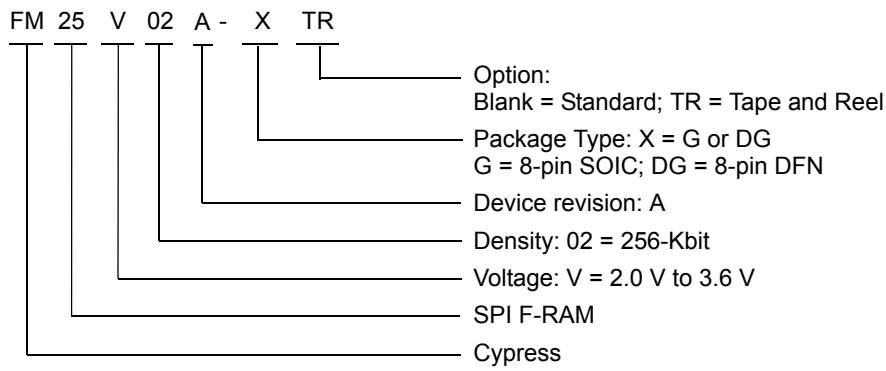 FM 25 V 02 A - X TR
Option:
Blank = Standard; TR = Tape and Reel
Package Type: X = G or DG
G = 8-pin SOIC; DG = 8-pin DFN
Device revision: A
Density: 02 = 256-Kbit
Voltage: V = 2.0 V to 3.6 V
SPI F-RAM
Cypress